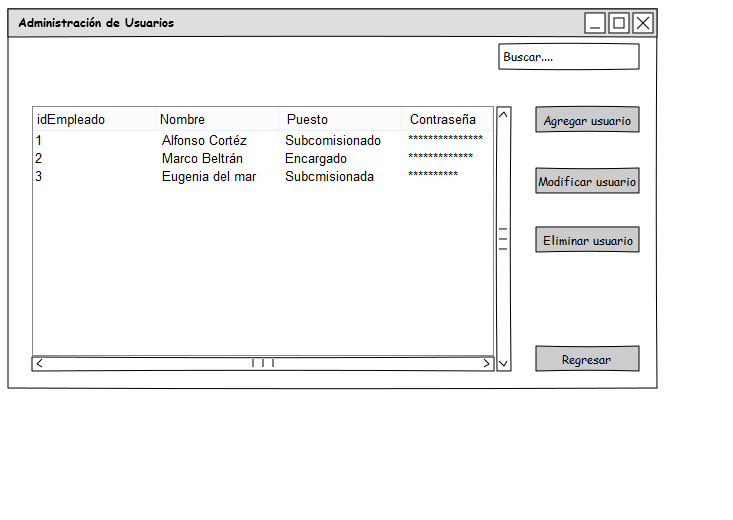 Administración de Usuarios
Buscar....
idEmpleado Nombre Puesto Contraseña
1 Alfonso Cortéz Subcomisionado ***************
2 Marco Beltrán Encargado *************
3 Eugenia del mar Subcmisionada **********
Agregar usuario
Modificar usuario
Eliminar usuario
Regresar